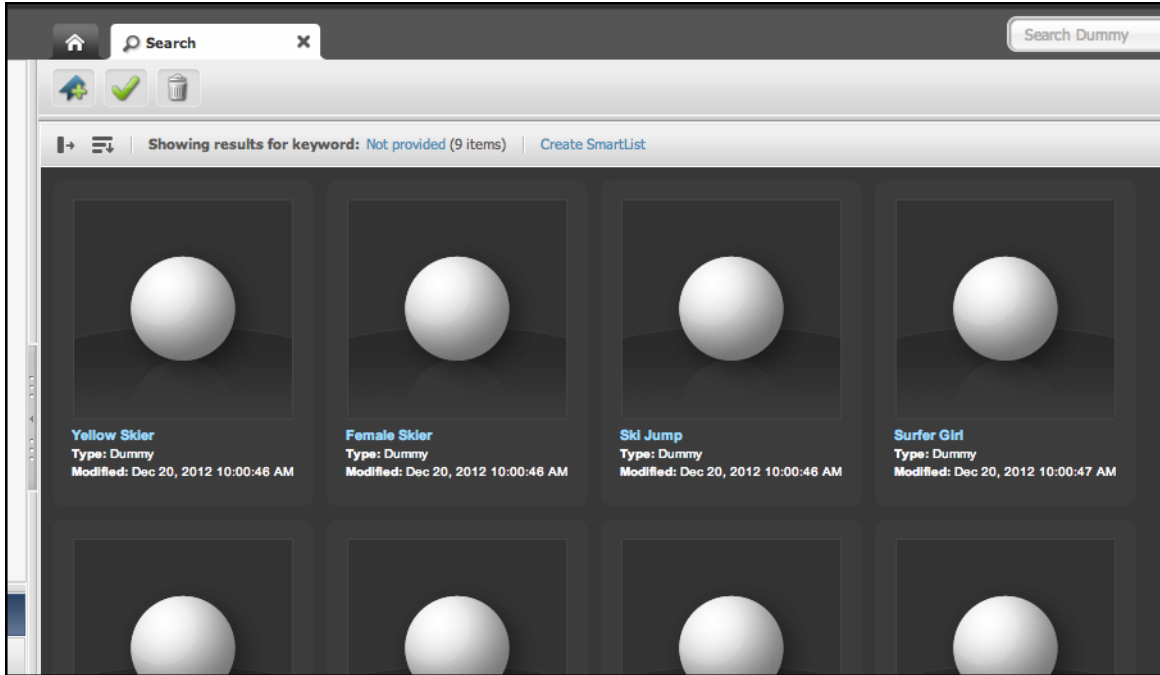 Search
Search Dummy
Showing results for keyword: Not provided (9 items) Create SmartList
Yellow Skier
Type: Dummy
Modified: Dec 20, 2012 10:00:46 AM
Female Skier
Type: Dummy
Modified: Dec 20, 2012 10:00:46 AM
Ski Jump
Type: Dummy
Modified: Dec 20, 2012 10:00:46 AM
Surfer Girl
Type: Dummy
Modified: Dec 20, 2012 10:00:47 AM